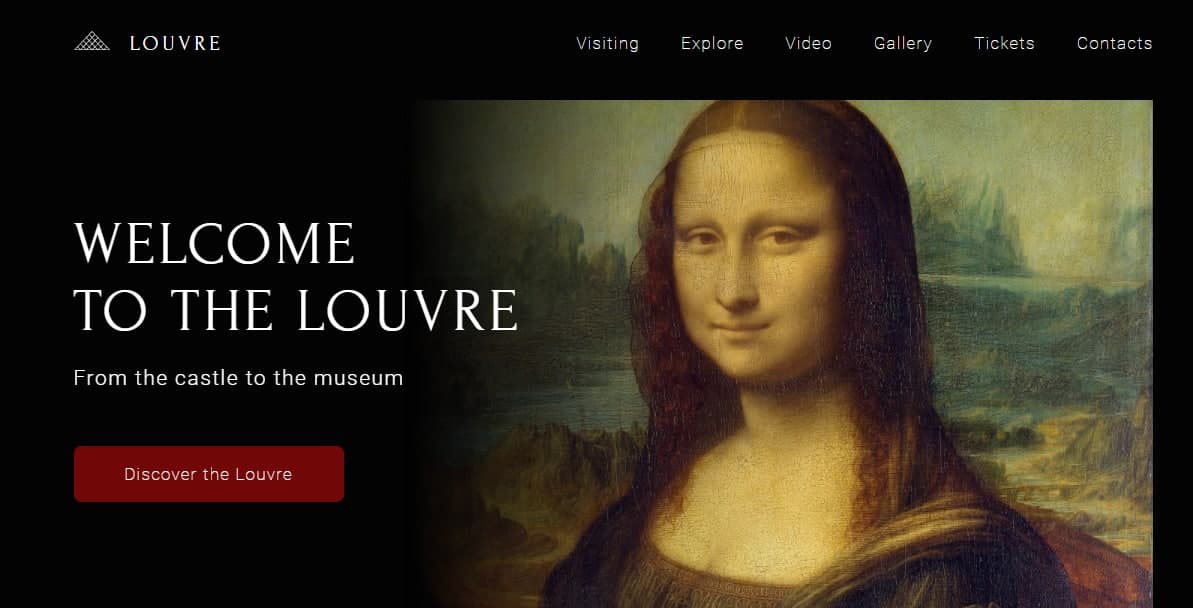 LOUVRE
Visiting Explore Video Gallery Tickets Contacts
WELCOME
TO THE LOUVRE
From the castle to the museum
Discover the Louvre